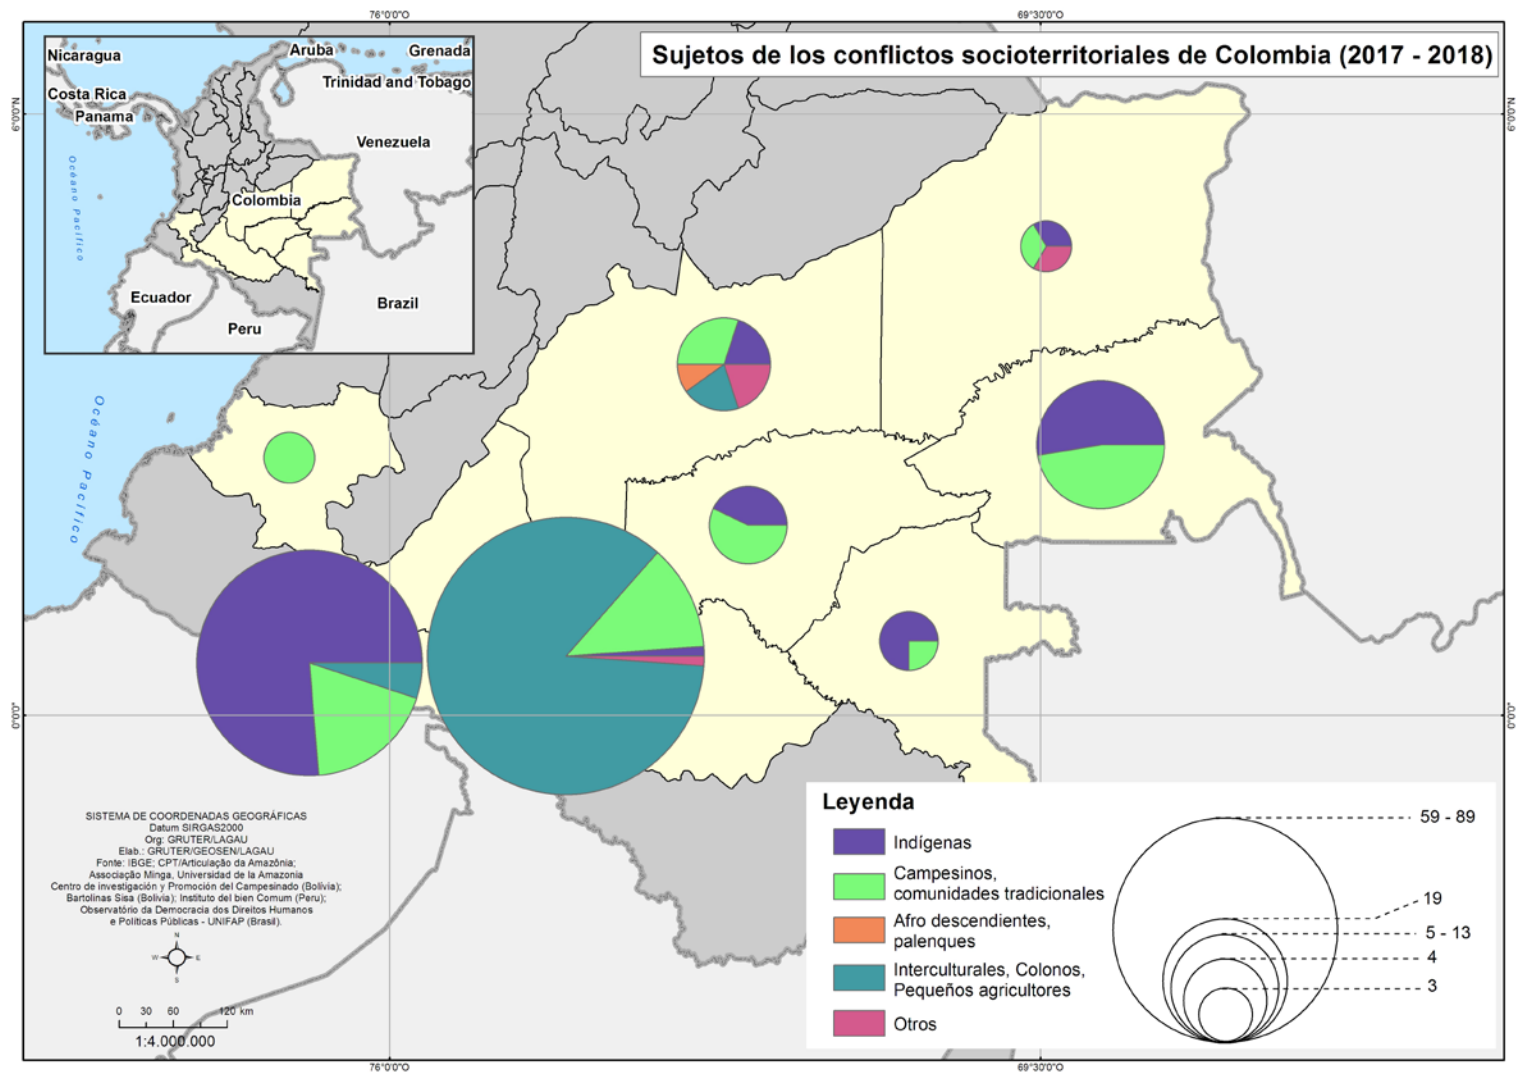 76°0'0"O
69°30'0"O
Sujetos de los conflictos socioterritoriales de Colombia (2017 - 2018)
Nicaragua
Aruba
Grenada
Trinidad and Tobago
Costa Rica
Panama
Venezuela
Océano Pacífico
Colombia
Ecuador
Peru
Brazil
6°0'0"N
6°0'0"N
Océano Pacífico
0°0'0"
0°0'0"
SISTEMA DE COORDENADAS GEOGRÁFICAS
Datum SIRGAS2000
Org: GRUTER/LAGAU
Elab.: GRUTER/GEOSEN/LAGAU
Fonte: IBGE; CPT/Articulação da Amazônia;
Associação Minga, Universidad de la Amazonia
Centro de investigación y Promoción del Campesinado (Bolívia);
Bartolinas Sisa (Bolivia); Instituto del bien Comum (Peru);
Observatório da Democracia dos Direitos Humanos
e Políticas Públicas - UNIFAP (Brasil).
N
W
E
S
0 30 60 120 km
1:4.000.000
Leyenda
Indígenas
Campesinos,
comunidades tradicionales
Afro descendientes,
palenques
Interculturales, Colonos,
Pequeños agricultores
Otros
59 - 89
19
5 - 13
4
3
76°0'0"O
69°30'0"O